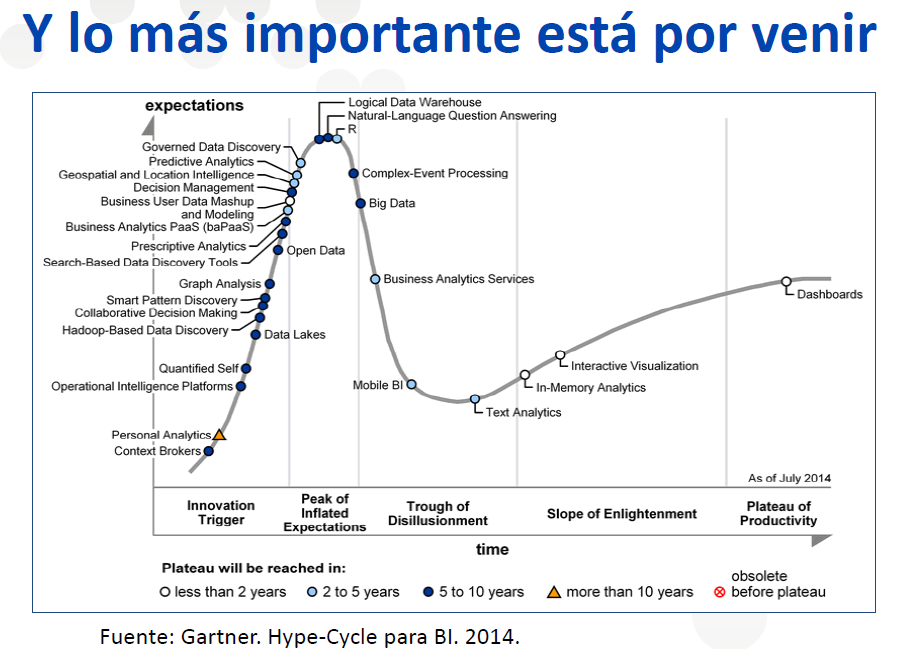 Y lo más importante está por venir
expectations
Logical Data Warehouse
Natural-Language Question Answering
R
Governed Data Discovery
Predictive Analytics
Geospatial and Location Intelligence
Decision Management
Business User Data Mashup
and Modeling
Business Analytics PaaS (baPaaS)
Prescriptive Analytics
Search-Based Data Discovery Tools
Open Data
Graph Analysis
Smart Pattern Discovery
Collaborative Decision Making
Hadoop-Based Data Discovery
Data Lakes
Quantified Self
Operational Intelligence Platforms
Personal Analytics
Context Brokers
Complex-Event Processing
Big Data
Business Analytics Services
Mobile BI
Text Analytics
In-Memory Analytics
Interactive Visualization
Dashboards
As of July 2014
Innovation
Trigger
Peak of
Inflated
Expectations
Trough of
Disillusionment
Slope of Enlightenment
Plateau of
Productivity
time
Plateau will be reached in:
less than 2 years
2 to 5 years
5 to 10 years
more than 10 years
obsolete
before plateau
Fuente: Gartner. Hype-Cycle para BI. 2014.